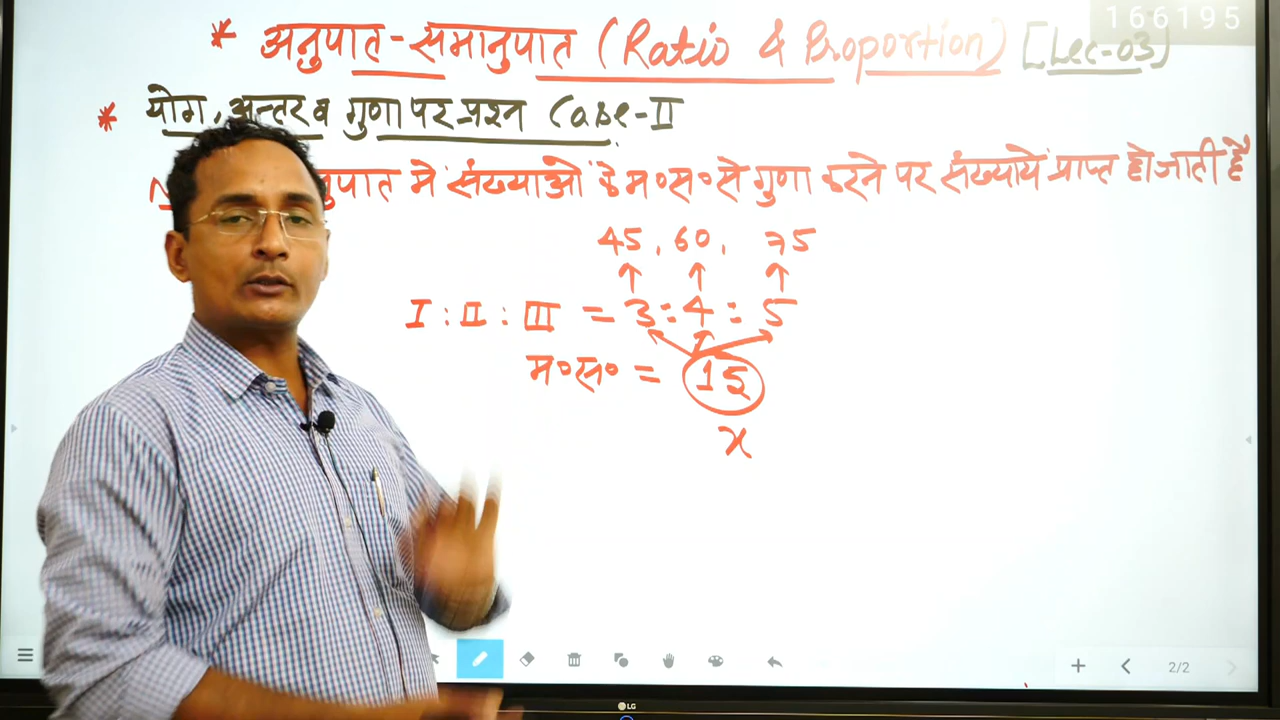 166195
* अनुपात-समानुपात (Ratio & Proportion) [Lec-03]
* योग, अन्तर व गुणा पर प्रश्न Case-II
नुपात में संख्याओं के म०स० से गुणा करने पर संख्यायें प्राप्त हो जाती है
45, 60, 75
I : II : III = 3 : 4 : 5
म०स० = 15
x
2/2
LG